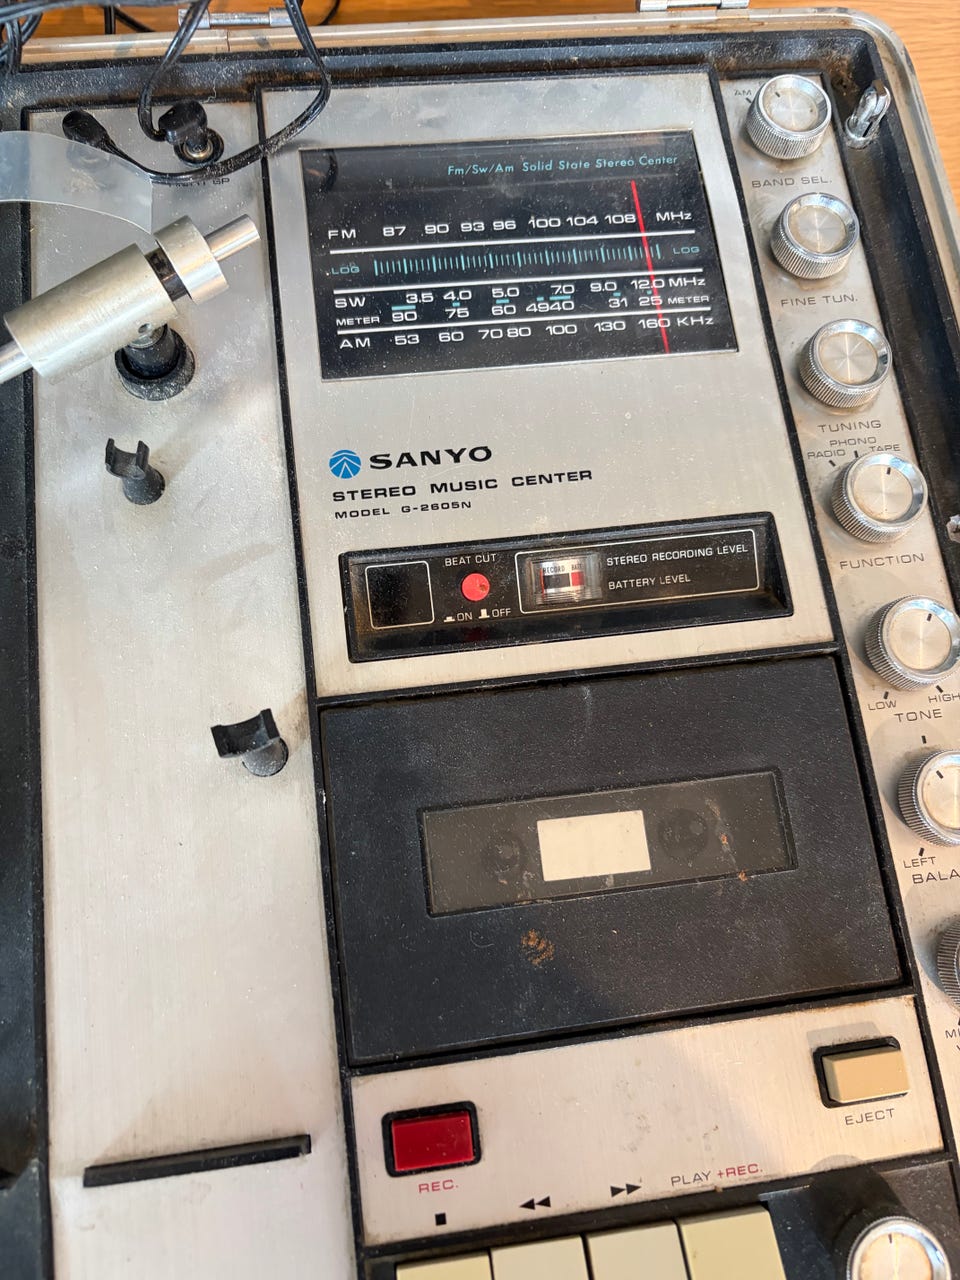 Fm/Sw/Am Solid State Stereo Center
FM 87 90 93 96 100 104 108 MHz
LOG LOG
SW 3.5 4.0 5.0 7.0 9.0 12.0 MHz
METER 90 75 60 49 40 31 25 METER
AM 53 60 70 80 100 130 160 KHz
SANYO
STEREO MUSIC CENTER
MODEL G-2605N
BEAT CUT
ON OFF
RECORD BATT
STEREO RECORDING LEVEL
BATTERY LEVEL
AM
BAND SEL.
FINE TUN.
TUNING
PHONO
RADIO TAPE
FUNCTION
LOW HIGH
TONE
LEFT
BALA
EJECT
REC.
PLAY +REC.